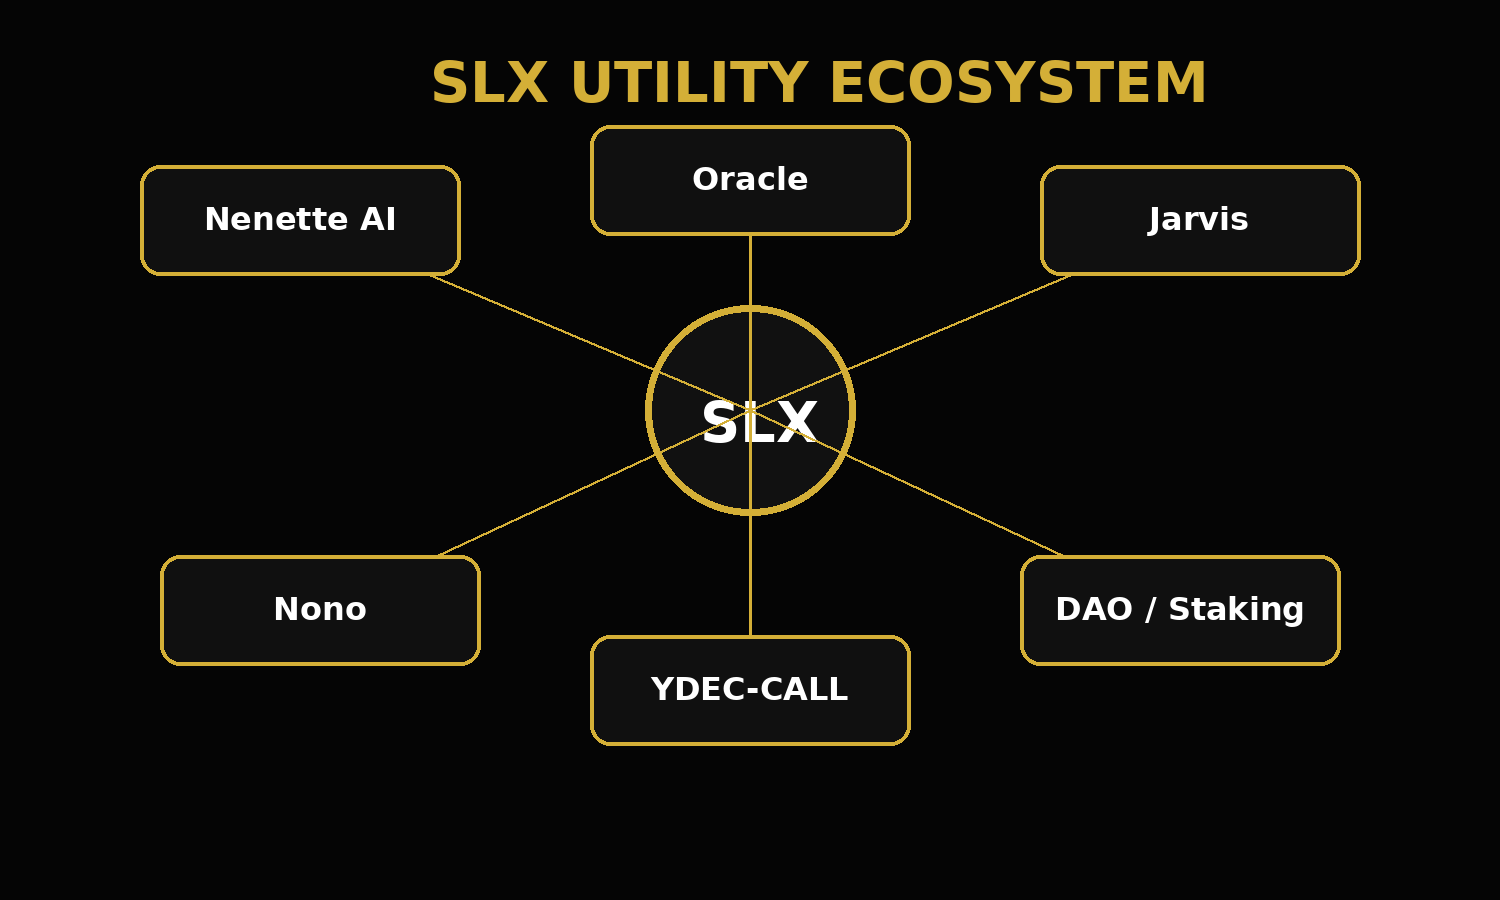 SLX UTILITY ECOSYSTEM
Oracle
Nenette AI
Jarvis
SLX
Nono
DAO / Staking
YDEC-CALL